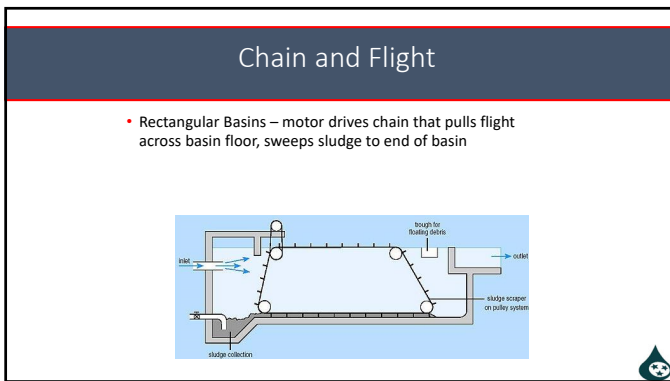 Chain and Flight
• Rectangular Basins – motor drives chain that pulls flight
across basin floor, sweeps sludge to end of basin
trough for
floating debris
inlet
outlet
sludge scraper
on pulley system
sludge collection